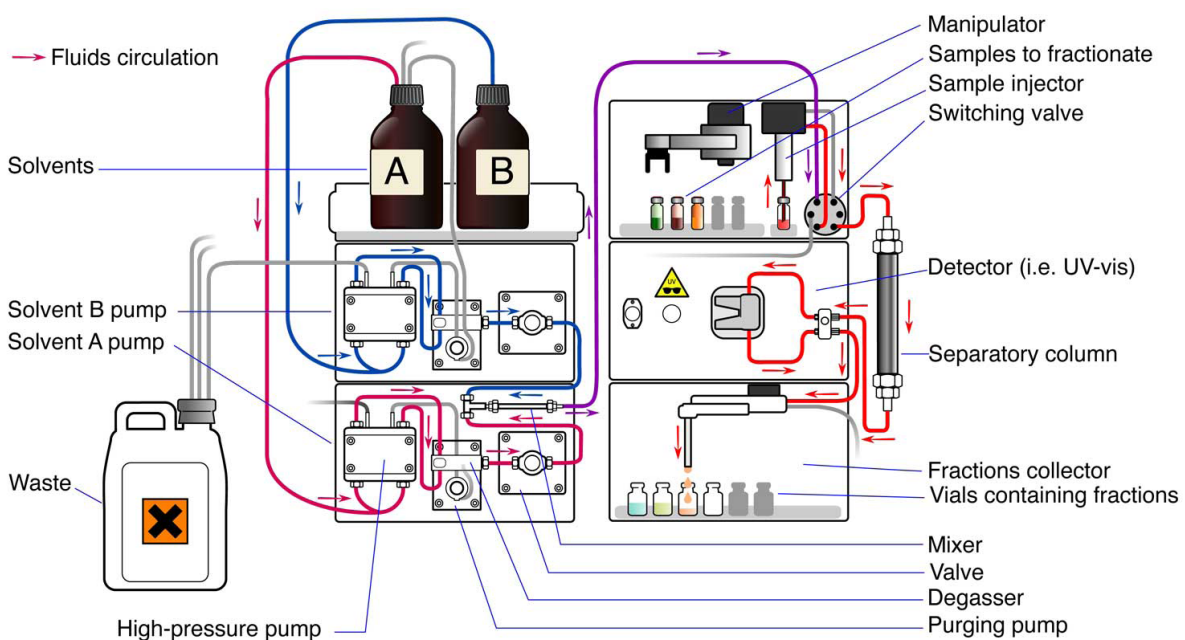 Fluids circulation
Solvents
Solvent B pump
Solvent A pump
Waste
High-pressure pump
A
B
UV
Manipulator
Samples to fractionate
Sample injector
Switching valve
Detector (i.e. UV-vis)
Separatory column
Fractions collector
Vials containing fractions
Mixer
Valve
Degasser
Purging pump